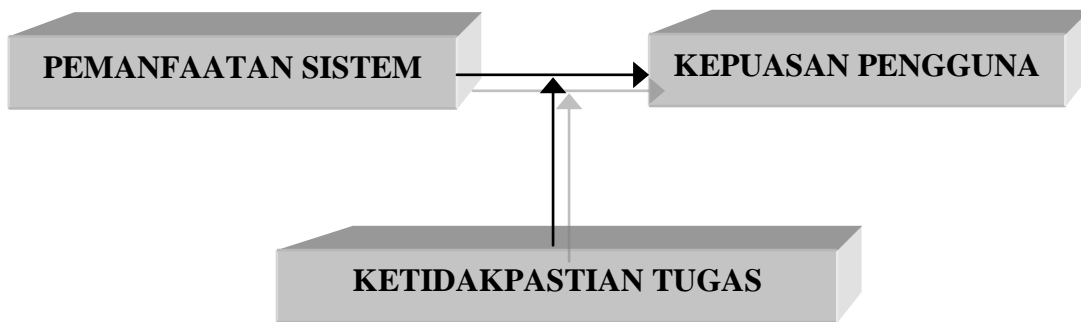 PEMANFAATAN SISTEM
KEPUASAN PENGGUNA
KETIDAKPASTIAN TUGAS